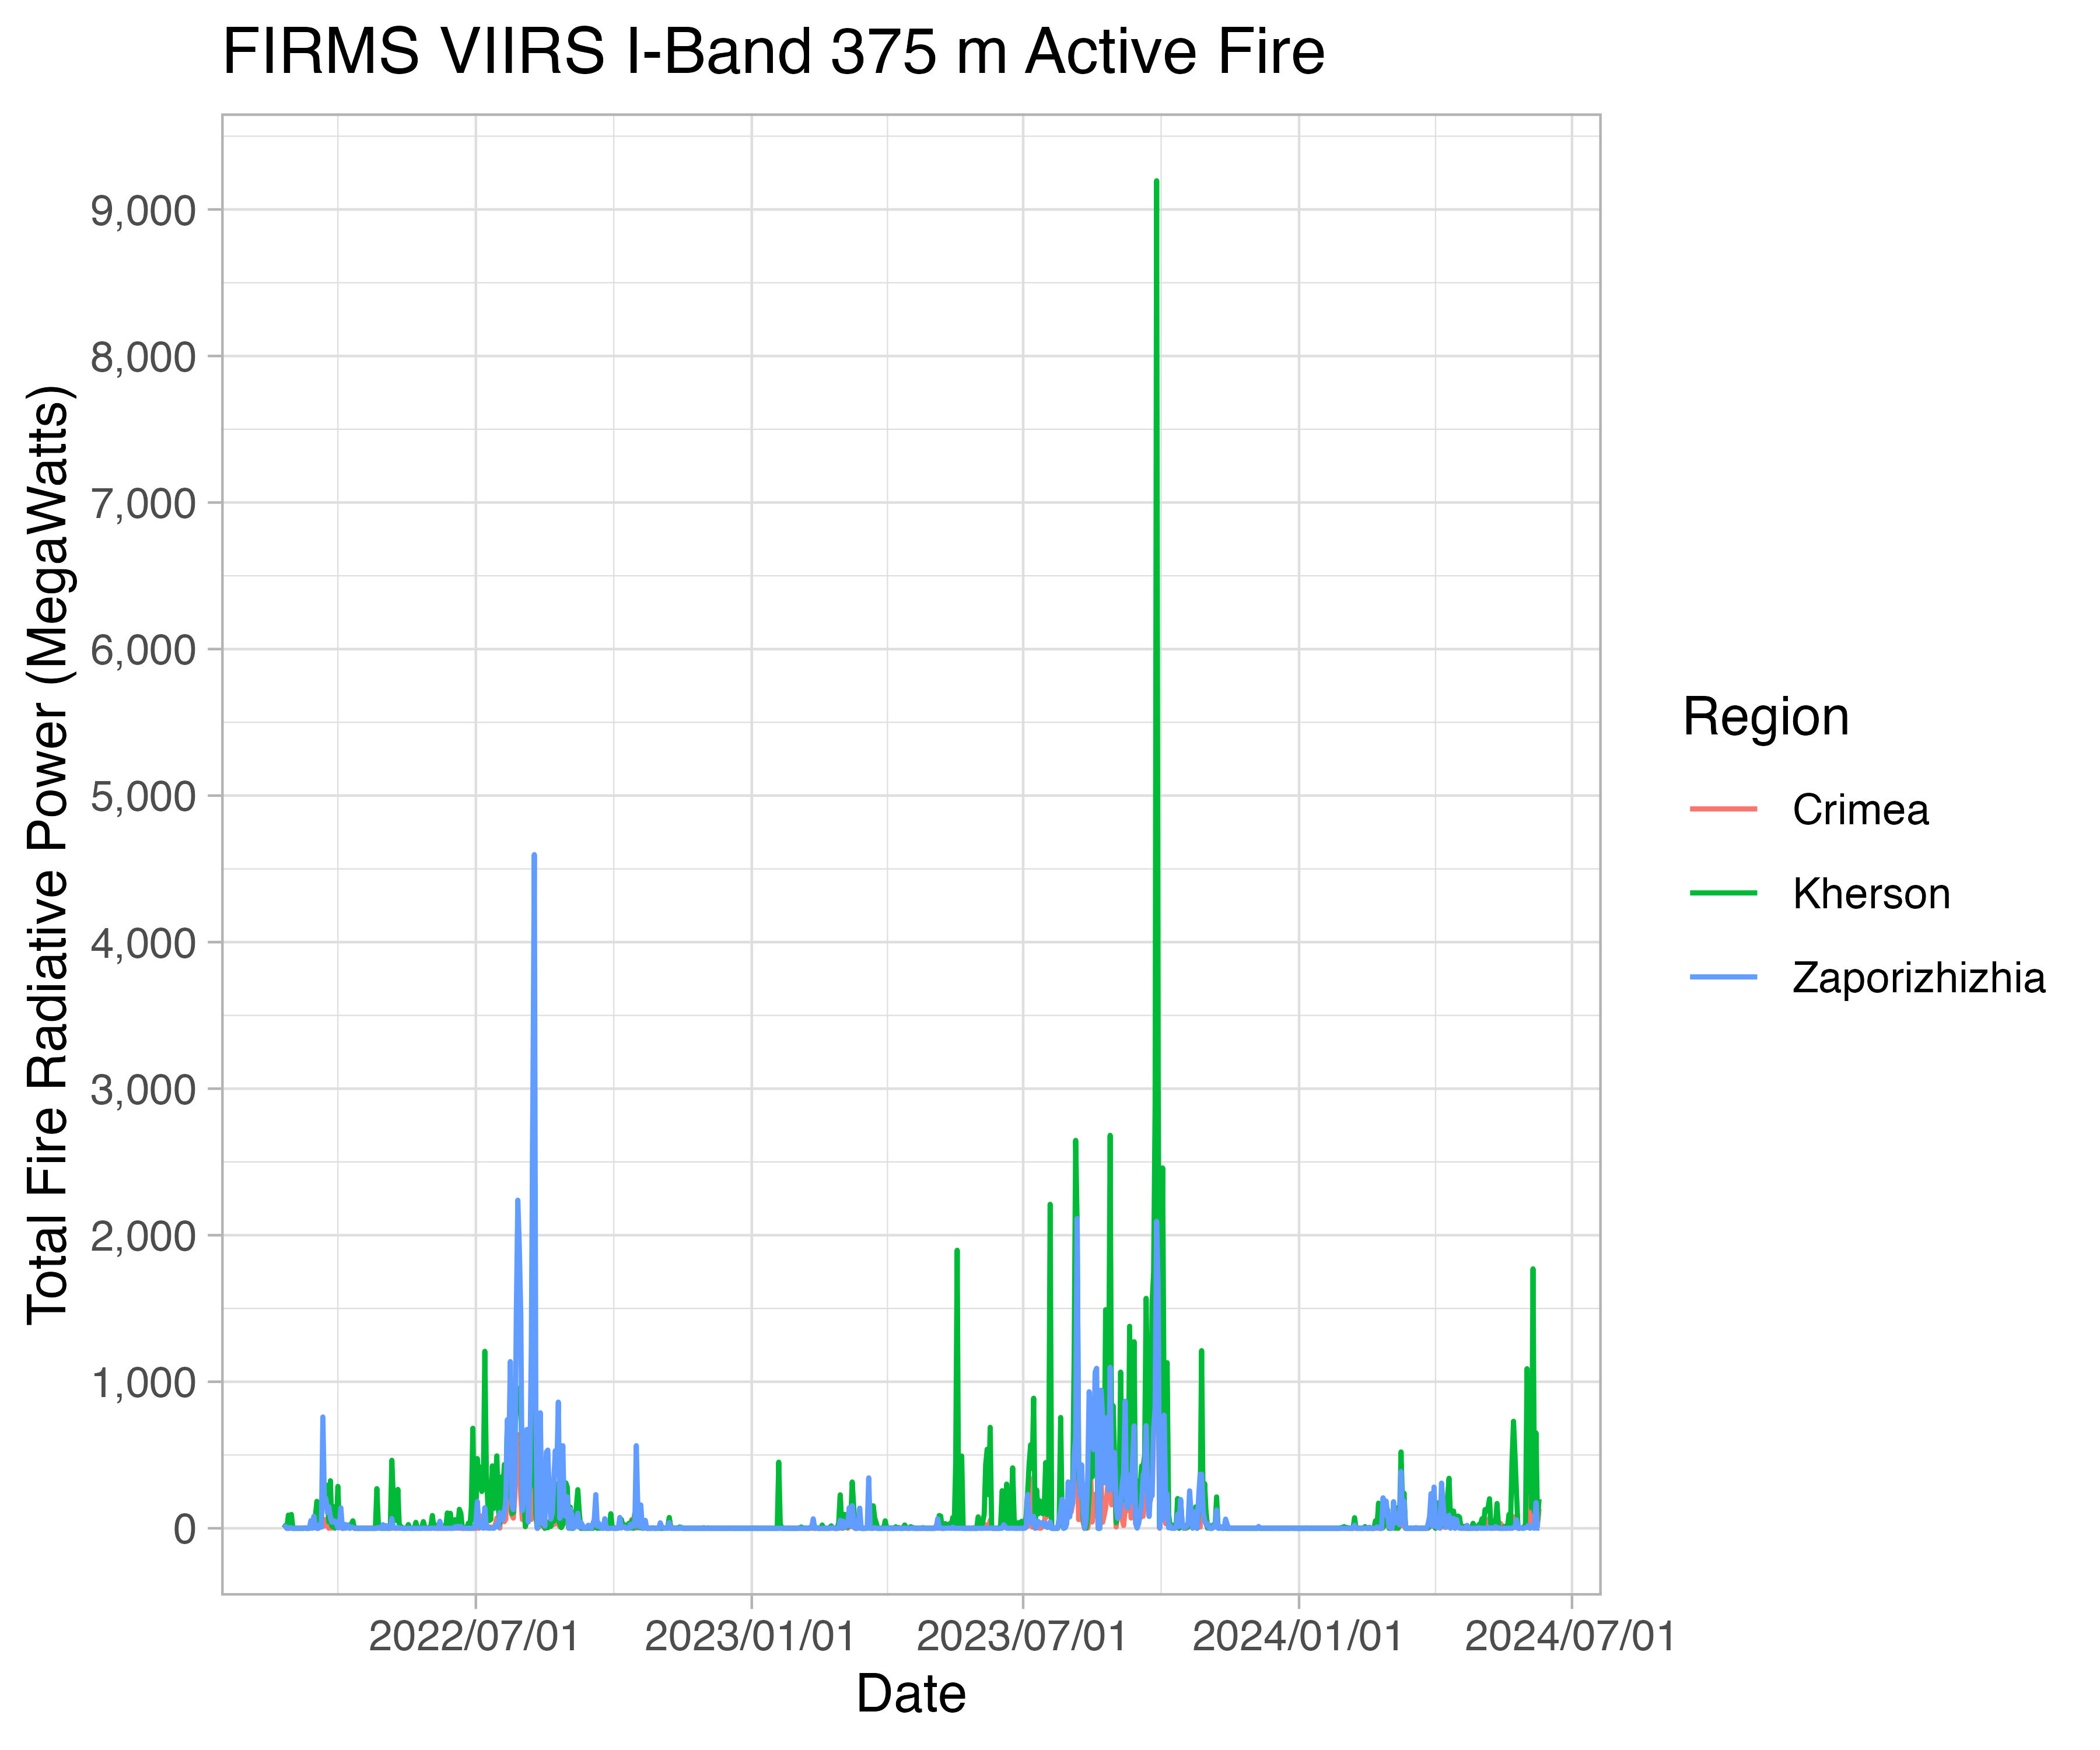 FIRMS VIIRS I-Band 375 m Active Fire
Total Fire Radiative Power (MegaWatts)
9,000
8,000
7,000
6,000
5,000
4,000
3,000
2,000
1,000
0
2022/07/01 2023/01/01 2023/07/01 2024/01/01 2024/07/01
Date
Region
Crimea
Kherson
Zaporizhizhia